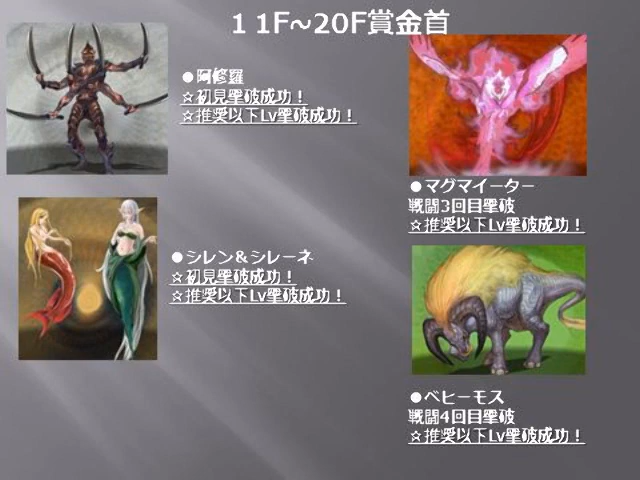 11F~20F賞金首
●阿修羅
☆初見撃破成功！
☆推奨以下Lv撃破成功！
●マグマイーター
戦闘3回目撃破
☆推奨以下Lv撃破成功！
●シレン&シレーネ
☆初見撃破成功！
☆推奨以下Lv撃破成功！
●ベヒーモス
戦闘4回目撃破
☆推奨以下Lv撃破成功！